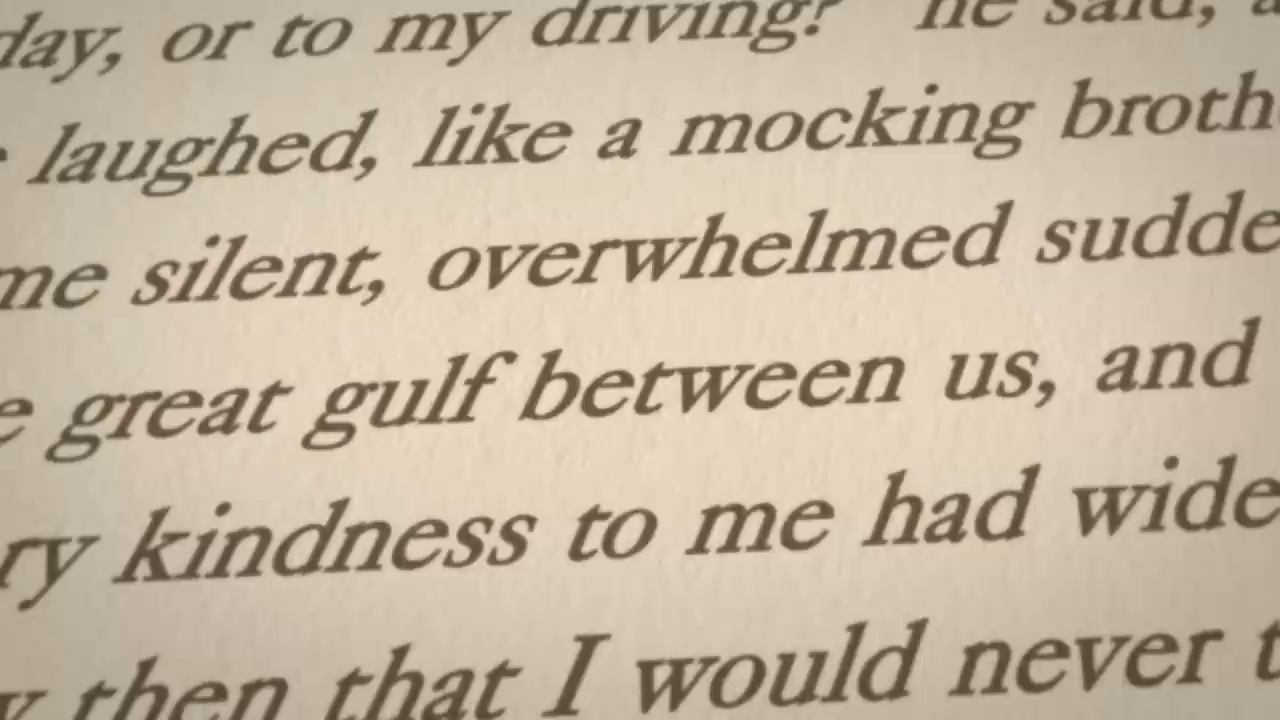 day, or to my driving?" he said, a
laughed, like a mocking broth
me silent, overwhelmed sudde
e great gulf between us, and
ry kindness to me had wide
y then that I would never t